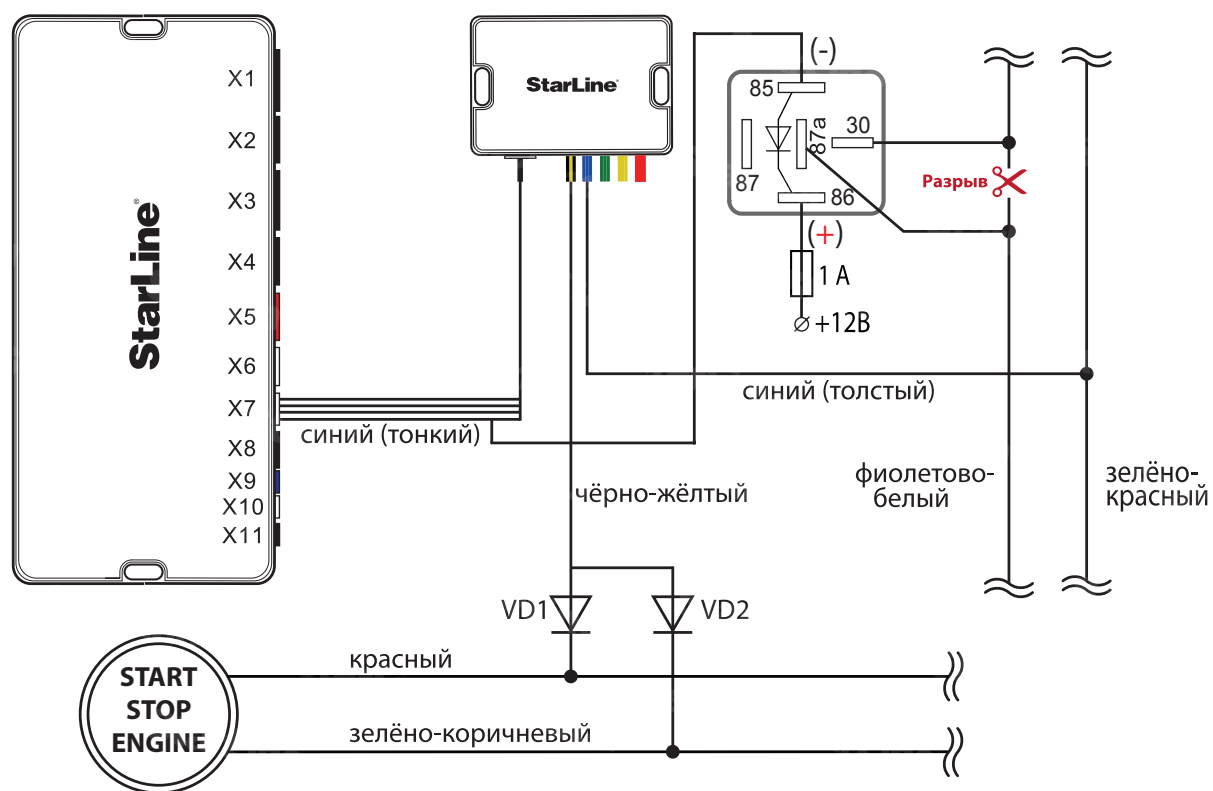 StarLine®
X1
X2
X3
X4
X5
X6
X7
X8
X9
X10
X11
StarLine®
(-)
85
87a
30
87
86
Разрыв
(+)
1 A
+12В
синий (толстый)
синий (тонкий)
чёрно-жёлтый
фиолетово-
белый
зелёно-
красный
VD1
VD2
START
STOP
ENGINE
красный
зелёно-коричневый